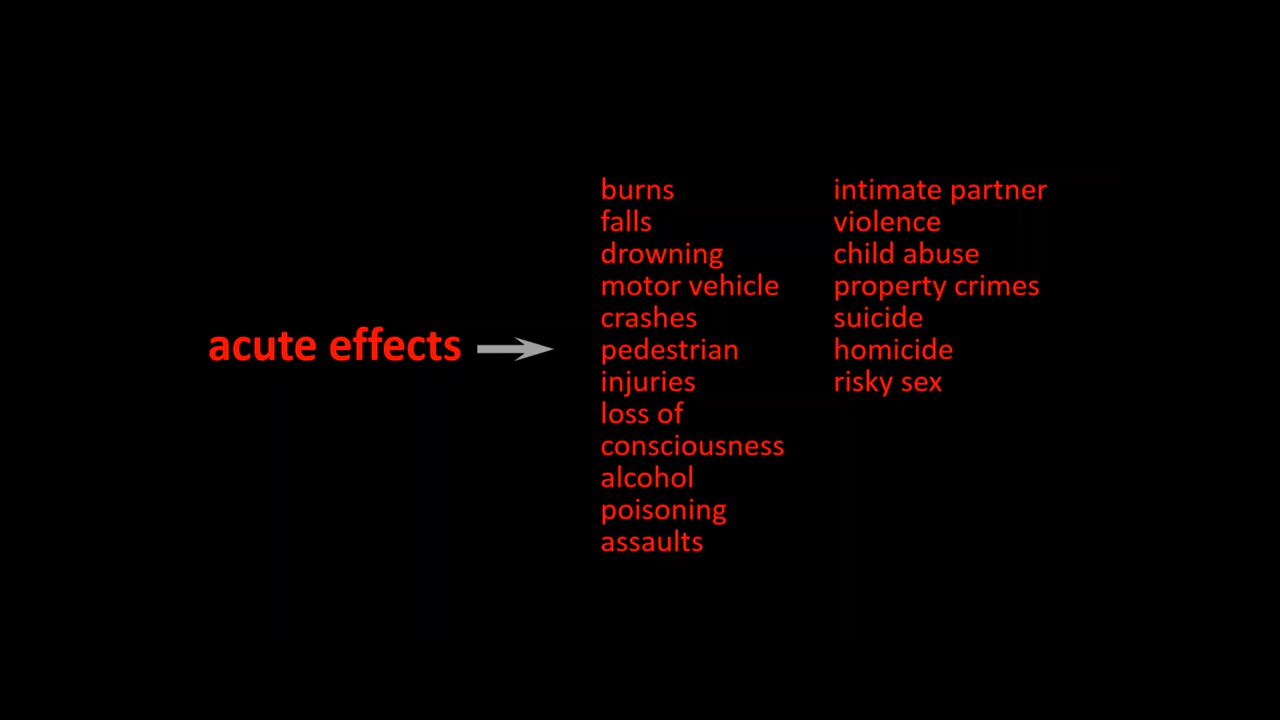 acute effects
burns
falls
drowning
motor vehicle
crashes
pedestrian
injuries
loss of
consciousness
alcohol
poisoning
assaults
intimate partner
violence
child abuse
property crimes
suicide
homicide
risky sex